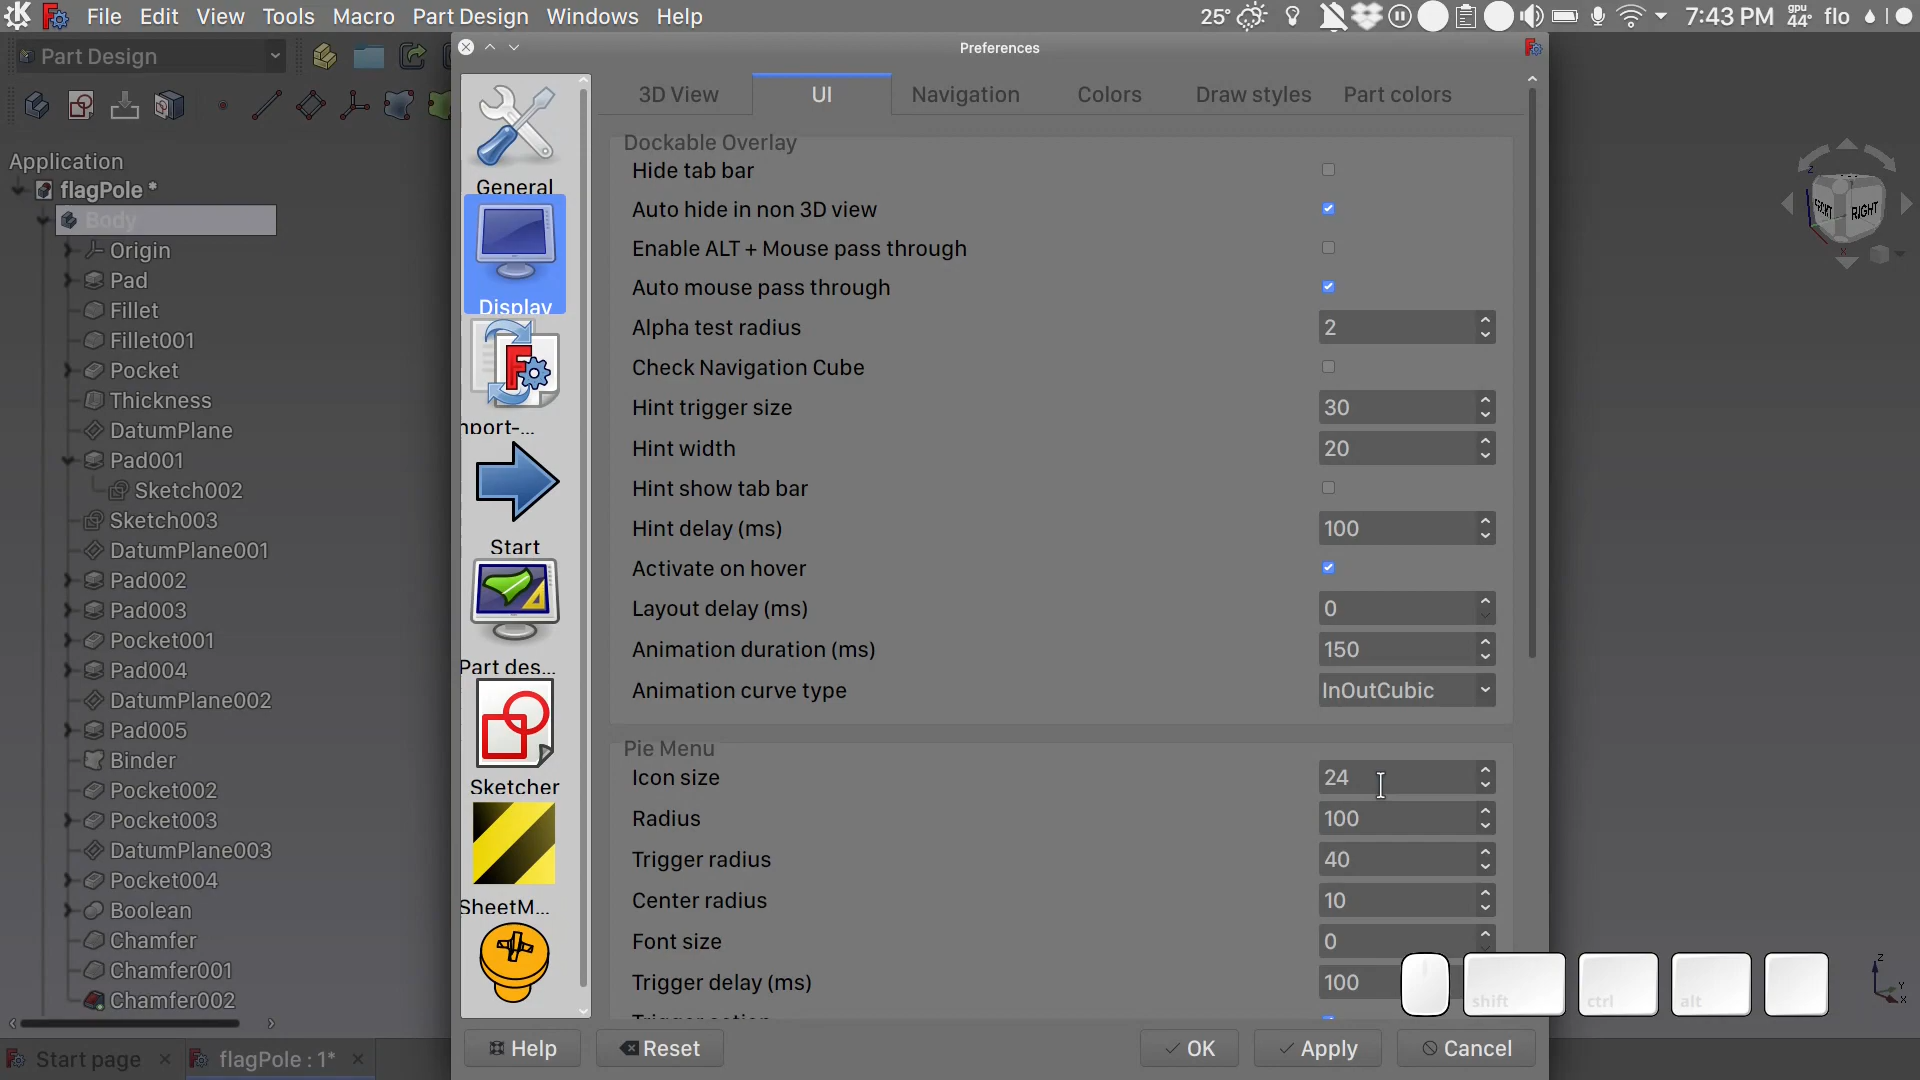 File Edit View Tools Macro Part Design Windows Help
25° 7:43 PM gpu 44° flo
Part Design
Preferences
3D View UI Navigation Colors Draw styles Part colors
Application
flagPole *
Body
Origin
Pad
Fillet
Fillet001
Pocket
Thickness
DatumPlane
Pad001
Sketch002
Sketch003
DatumPlane001
Pad002
Pad003
Pocket001
Pad004
DatumPlane002
Pad005
Binder
Pocket002
Pocket003
DatumPlane003
Pocket004
Boolean
Chamfer
Chamfer001
Chamfer002
General
Display
mport-...
Start
Part des...
Sketcher
SheetM...
Dockable Overlay
Hide tab bar
Auto hide in non 3D view
Enable ALT + Mouse pass through
Auto mouse pass through
Alpha test radius 2
Check Navigation Cube
Hint trigger size 30
Hint width 20
Hint show tab bar
Hint delay (ms) 100
Activate on hover
Layout delay (ms) 0
Animation duration (ms) 150
Animation curve type InOutCubic
Pie Menu
Icon size 24
Radius 100
Trigger radius 40
Center radius 10
Font size 0
Trigger delay (ms) 100
Help Reset OK Apply Cancel
FRONT RIGHT
Z
X
shift ctrl alt
Z
Y
X
Start page flagPole : 1*